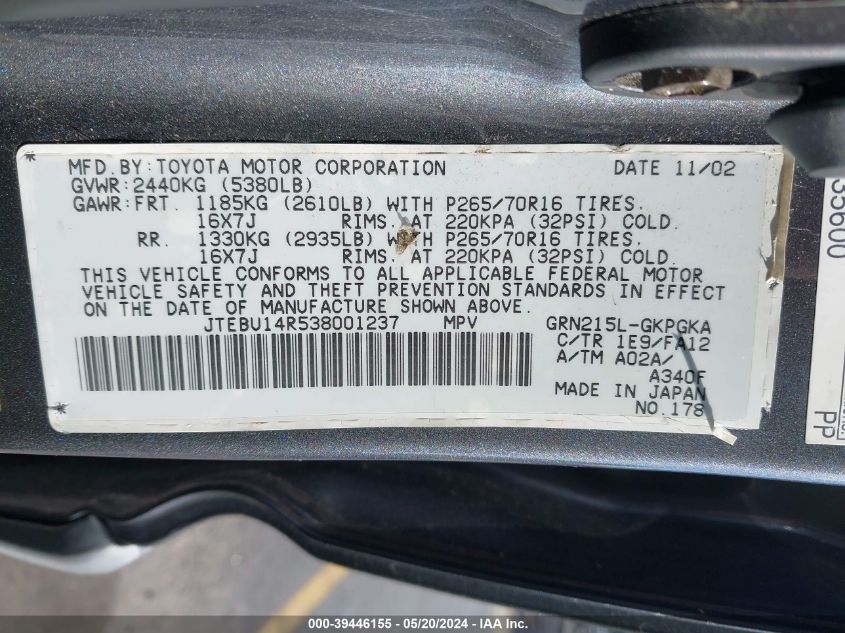 MFD.BY:TOYOTA MOTOR CORPORATION DATE 11/02
GVWR:2440KG (5380LB)
GAWR:FRT. 1185KG (2610LB) WITH P265/70R16 TIRES.
16X7J RIMS. AT 220KPA (32PSI) COLD.
RR. 1330KG (2935LB) WITH P265/70R16 TIRES.
16X7J RIMS. AT 220KPA (32PSI) COLD.
THIS VEHICLE CONFORMS TO ALL APPLICABLE FEDERAL MOTOR
VEHICLE SAFETY AND THEFT PREVENTION STANDARDS IN EFFECT
ON THE DATE OF MANUFACTURE SHOWN ABOVE.
JTEBU14R538001237 MPV GRN215L-GKPGKA
C/TR 1E9/FA12
A/TM A02A/
A340F
MADE IN JAPAN
NO.178
35600
PP
000-39446155 - 05/20/2024 - IAA, Inc.